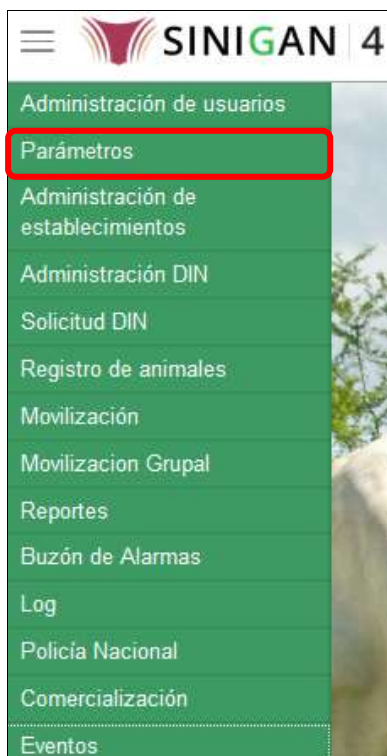 SINIGAN 4
Administración de usuarios
Parámetros
Administración de
establecimientos
Administración DIN
Solicitud DIN
Registro de animales
Movilización
Movilizacion Grupal
Reportes
Buzón de Alarmas
Log
Policía Nacional
Comercialización
Eventos